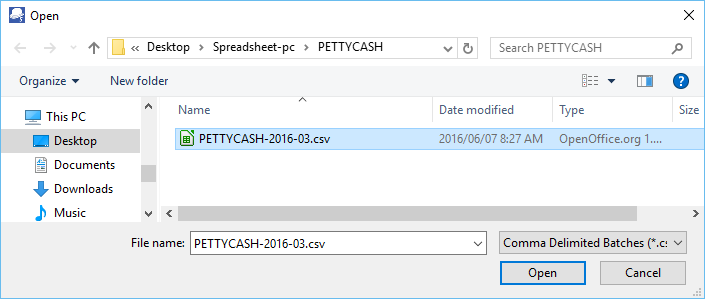 Open
« Desktop > Spreadsheet-pc > PETTYCASH
Search PETTYCASH
Organize
New folder
Name Date modified Type Size
This PC
Desktop
Documents
Downloads
Music
PETTYCASH-2016-03.csv 2016/06/07 8:27 AM OpenOffice.org 1....
File name: PETTYCASH-2016-03.csv
Comma Delimited Batches (*.cs
Open Cancel